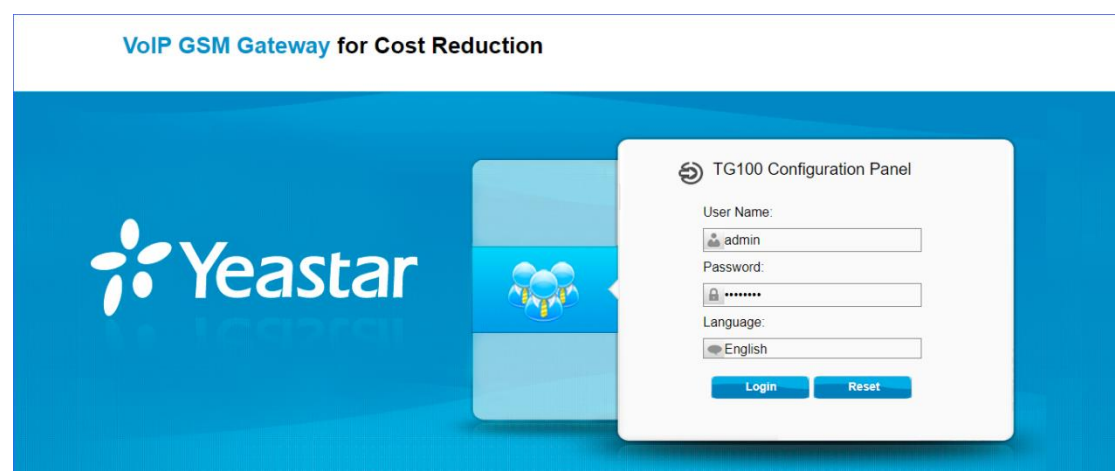 VoIP GSM Gateway for Cost Reduction
Yeastar
TG100 Configuration Panel
User Name:
admin
Password:
••••••••
Language:
English
Login Reset